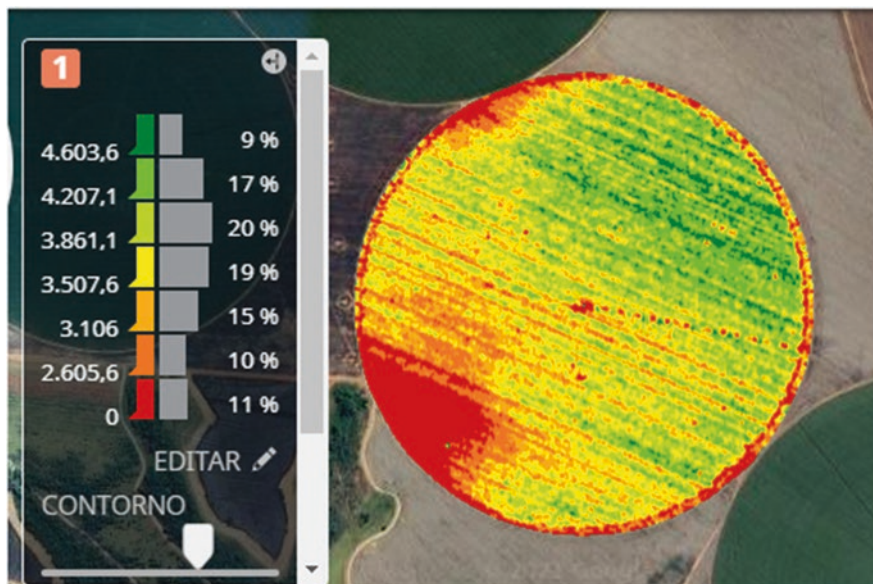 1
4.603,6 9 %
4.207,1 17 %
3.861,1 20 %
3.507,6 19 %
3.106 15 %
2.605,6 10 %
0 11 %
EDITAR
CONTORNO